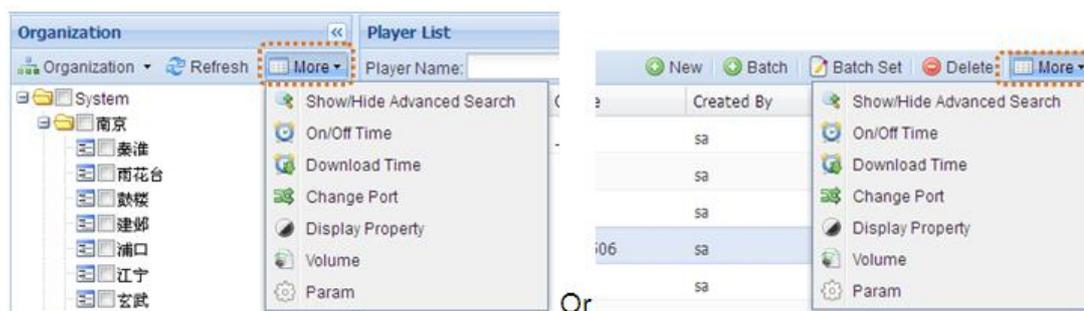 Organization
Player List
Organization Refresh More Player Name:
System
南京
秦淮
雨花台
鼓楼
建邺
浦口
江宁
玄武
Show/Hide Advanced Search
On/Off Time
Download Time
Change Port
Display Property
Volume
Param
Or
New Batch Batch Set Delete More
Created By
sa
sa
sa
506 sa
sa
Show/Hide Advanced Search
On/Off Time
Download Time
Change Port
Display Property
Volume
Param